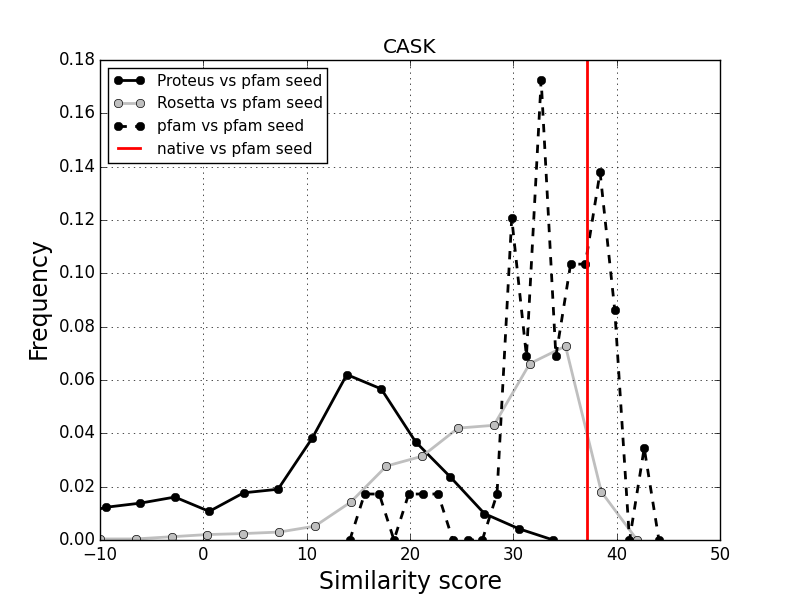 CASK
0.18
0.16
0.14
0.12
0.10
0.08
0.06
0.04
0.02
0.00
Frequency
Proteus vs pfam seed
Rosetta vs pfam seed
pfam vs pfam seed
native vs pfam seed
−10 0 10 20 30 40 50
Similarity score